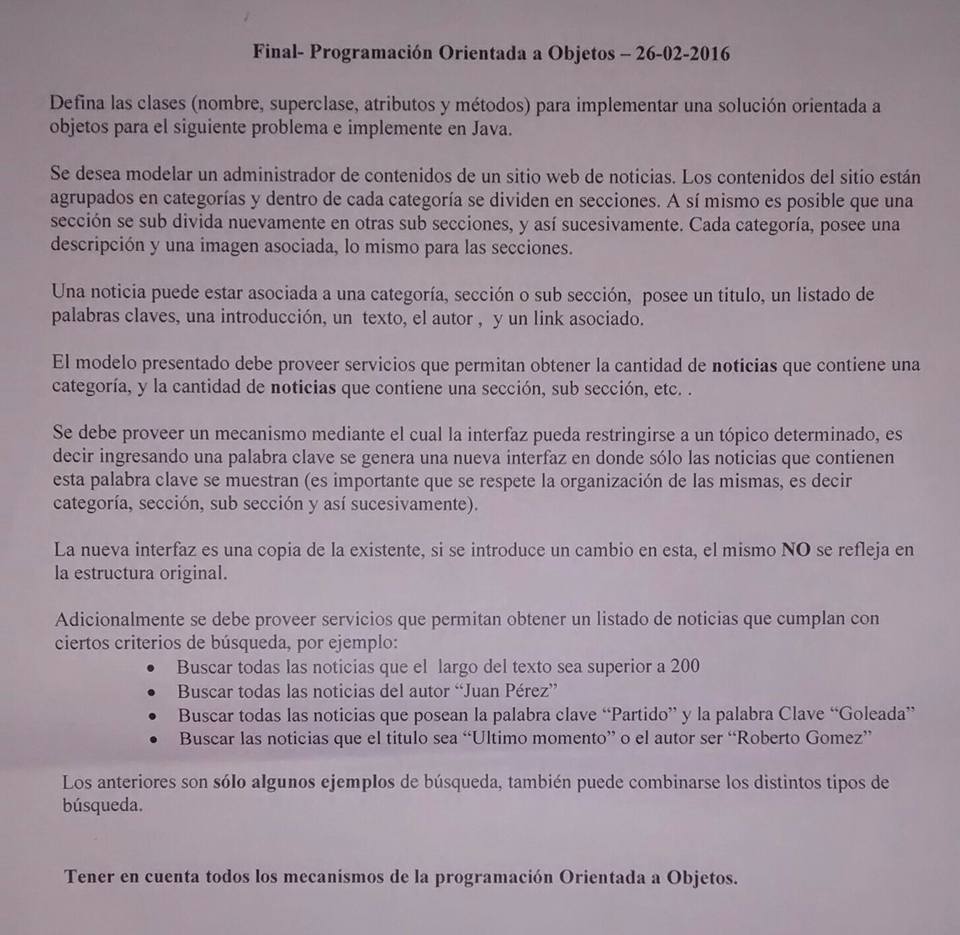 Final- Programación Orientada a Objetos – 26-02-2016
Defina las clases (nombre, superclase, atributos y métodos) para implementar una solución orientada a
objetos para el siguiente problema e implemente en Java.
Se desea modelar un administrador de contenidos de un sitio web de noticias. Los contenidos del sitio están
agrupados en categorías y dentro de cada categoría se dividen en secciones. A sí mismo es posible que una
sección se sub divida nuevamente en otras sub secciones, y así sucesivamente. Cada categoría, posee una
descripción y una imagen asociada, lo mismo para las secciones.
Una noticia puede estar asociada a una categoría, sección o sub sección, posee un titulo, un listado de
palabras claves, una introducción, un texto, el autor , y un link asociado.
El modelo presentado debe proveer servicios que permitan obtener la cantidad de noticias que contiene una
categoría, y la cantidad de noticias que contiene una sección, sub sección, etc. .
Se debe proveer un mecanismo mediante el cual la interfaz pueda restringirse a un tópico determinado, es
decir ingresando una palabra clave se genera una nueva interfaz en donde sólo las noticias que contienen
esta palabra clave se muestran (es importante que se respete la organización de las mismas, es decir
categoría, sección, sub sección y así sucesivamente).
La nueva interfaz es una copia de la existente, si se introduce un cambio en esta, el mismo NO se refleja en
la estructura original.
Adicionalmente se debe proveer servicios que permitan obtener un listado de noticias que cumplan con
ciertos criterios de búsqueda, por ejemplo:
• Buscar todas las noticias que el largo del texto sea superior a 200
• Buscar todas las noticias del autor “Juan Pérez”
• Buscar todas las noticias que posean la palabra clave “Partido” y la palabra Clave “Goleada”
• Buscar las noticias que el titulo sea “Ultimo momento” o el autor ser “Roberto Gomez”
Los anteriores son sólo algunos ejemplos de búsqueda, también puede combinarse los distintos tipos de
búsqueda.
Tener en cuenta todos los mecanismos de la programación Orientada a Objetos.